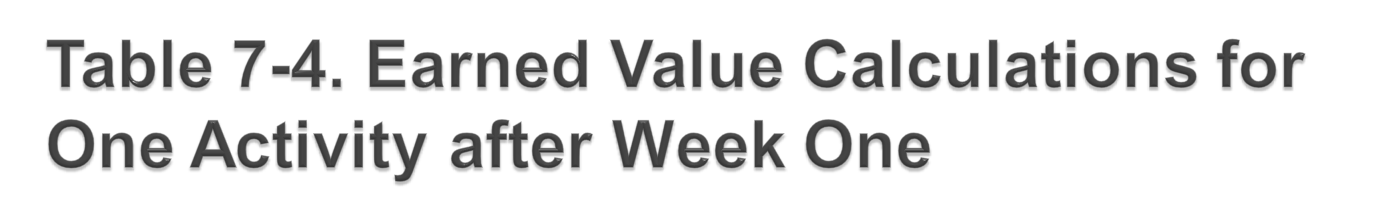 Table 7-4. Earned Value Calculations for
One Activity after Week One